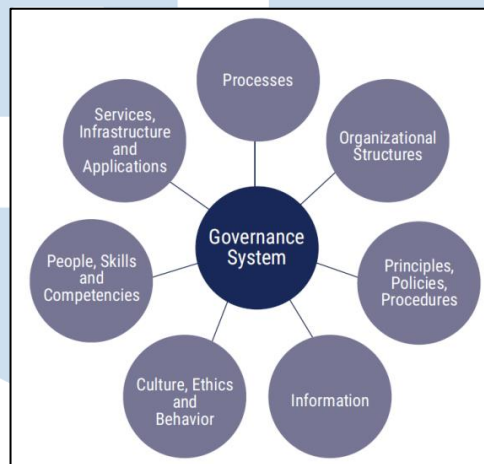 Processes
Services,
Infrastructure
and
Applications
Organizational
Structures
Governance
System
People, Skills
and
Competencies
Principles,
Policies,
Procedures
Culture, Ethics
and
Behavior
Information